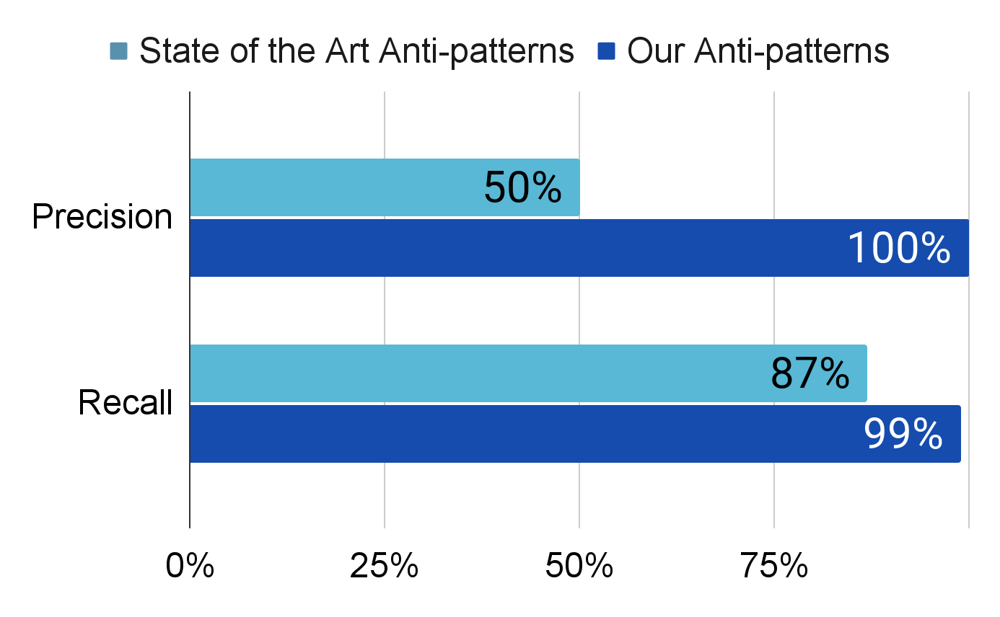 State of the Art Anti-patterns Our Anti-patterns
50%
Precision
100%
87%
Recall
99%
0% 25% 50% 75%